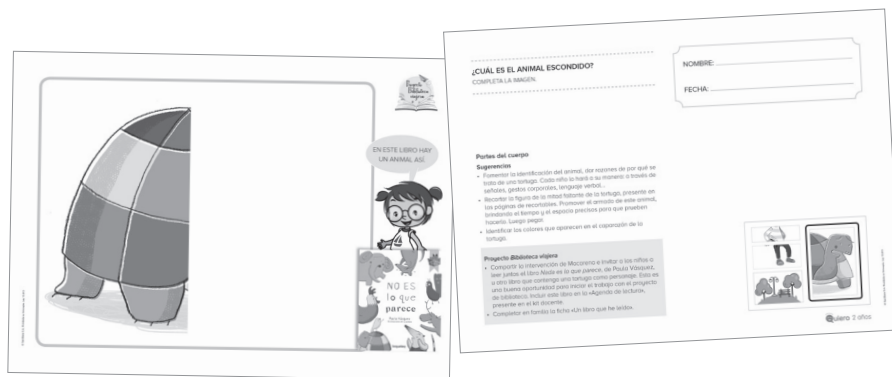 Proyecto
Biblioteca
viajera
EN ESTE LIBRO HAY
UN ANIMAL ASÍ.
NO ES
lo que
parece
¿CUÁL ES EL ANIMAL ESCONDIDO?
COMPLETA LA IMAGEN.
NOMBRE:
FECHA:
Partes del cuerpo
Sugerencias
• Fomentar la identificación del animal, dar razones de por qué se
trata de una tortuga. Cada niño lo hará a su manera: a través de
señales, gestos corporales, lenguaje verbal...
• Recortar la figura de la mitad faltante de la tortuga, presente en
las páginas de recortables. Promover el armado de este animal,
brindando el tiempo y el espacio precisos para que prueben
hacerlo. Luego pegar.
• Identificar los colores que aparecen en el caparazón de la
tortuga.
Proyecto Biblioteca viajera
• Compartir la intervención de Macarena e invitar a los niños a
leer juntos el libro Nada es lo que parece, de Paula Vásquez,
u otro libro que contenga una tortuga como personaje. Esta es
una buena oportunidad para iniciar el trabajo con el proyecto
de biblioteca. Incluir este libro en la «Agenda de lectura»,
presente en el kit docente.
• Completar en familia la ficha «Un libro que he leído».
Quiero 2 años